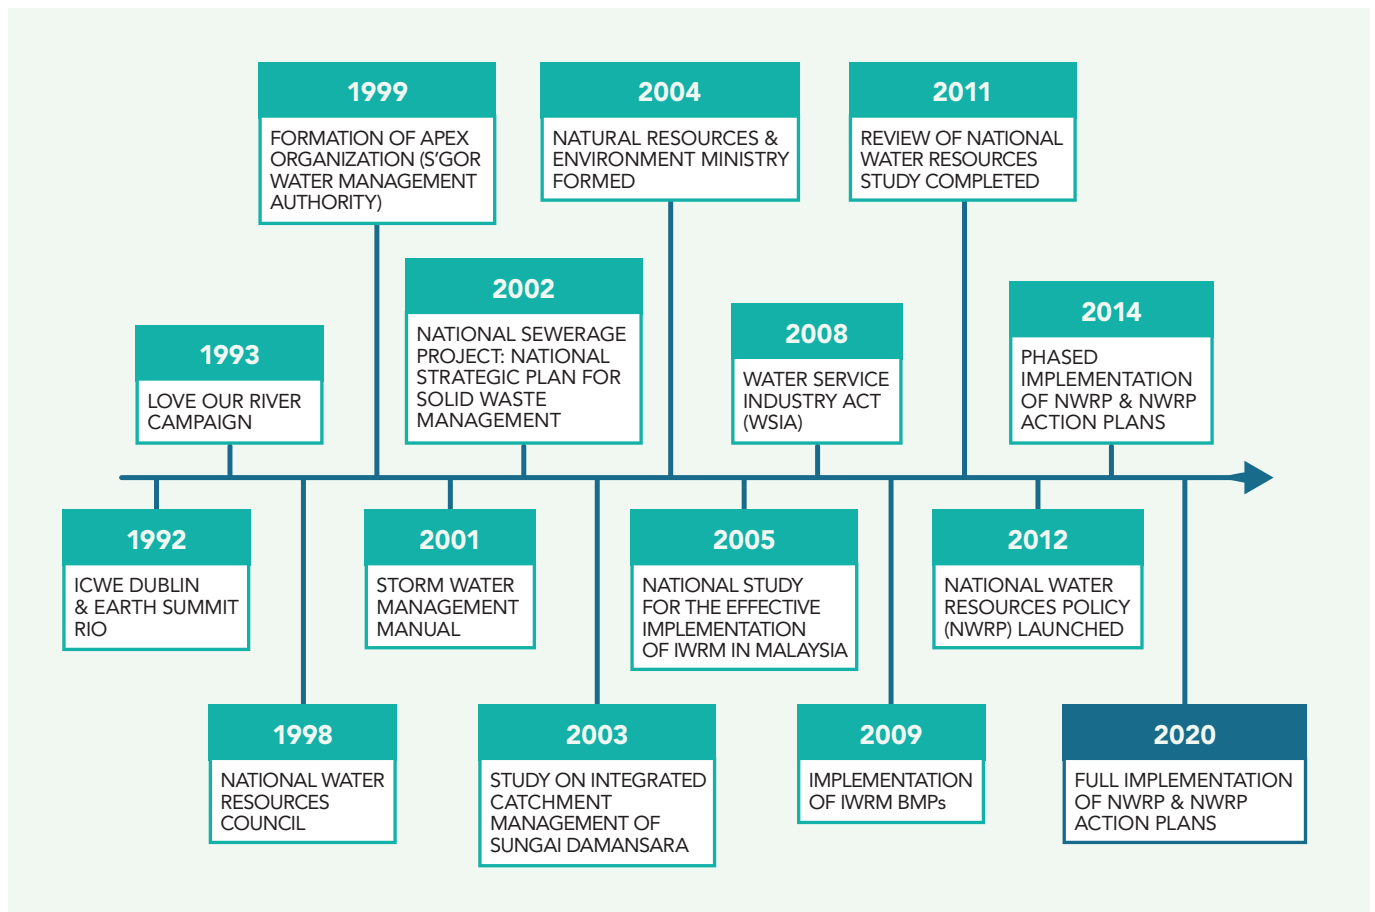 1999
FORMATION OF APEX
ORGANIZATION (S'GOR
WATER MANAGEMENT
AUTHORITY)
2004
NATURAL RESOURCES &
ENVIRONMENT MINISTRY
FORMED
2011
REVIEW OF NATIONAL
WATER RESOURCES
STUDY COMPLETED
1993
LOVE OUR RIVER
CAMPAIGN
2002
NATIONAL SEWERAGE
PROJECT: NATIONAL
STRATEGIC PLAN FOR
SOLID WASTE
MANAGEMENT
2008
WATER SERVICE
INDUSTRY ACT
(WSIA)
2014
PHASED
IMPLEMENTATION
OF NWRP & NWRP
ACTION PLANS
1992
ICWE DUBLIN
& EARTH SUMMIT
RIO
2001
STORM WATER
MANAGEMENT
MANUAL
2005
NATIONAL STUDY
FOR THE EFFECTIVE
IMPLEMENTATION
OF IWRM IN MALAYSIA
2012
NATIONAL WATER
RESOURCES POLICY
(NWRP) LAUNCHED
1998
NATIONAL WATER
RESOURCES
COUNCIL
2003
STUDY ON INTEGRATED
CATCHMENT
MANAGEMENT OF
SUNGAI DAMANSARA
2009
IMPLEMENTATION
OF IWRM BMPs
2020
FULL IMPLEMENTATION
OF NWRP & NWRP
ACTION PLANS